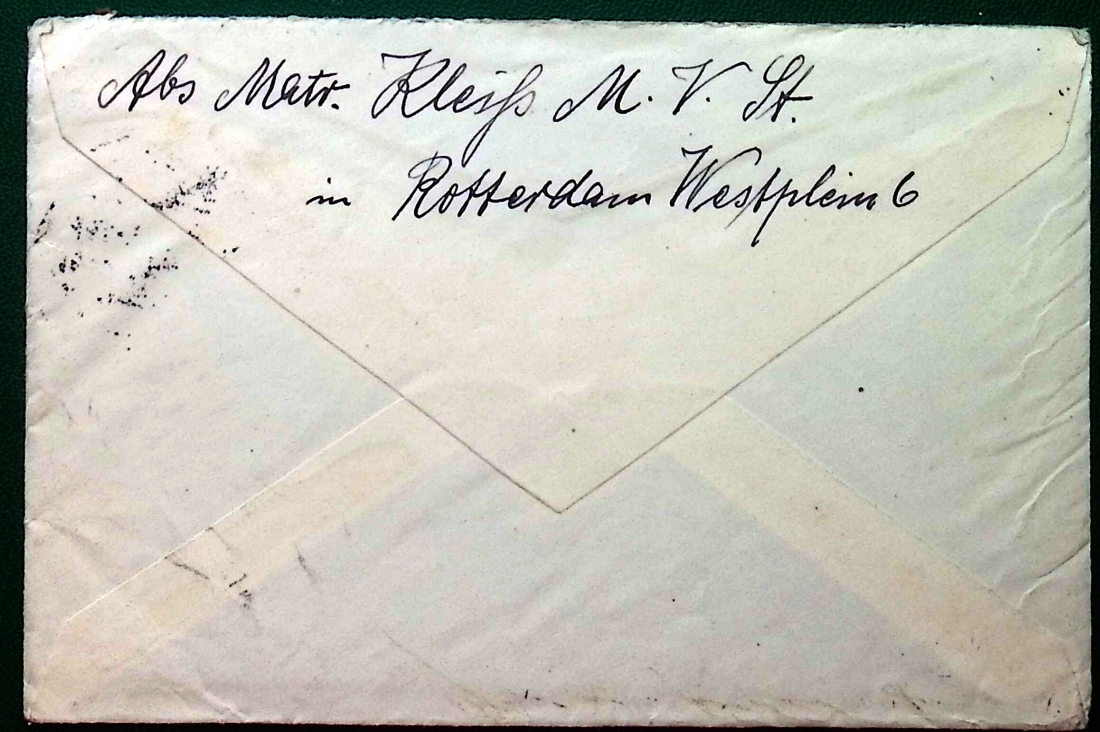 Abs Matr. Kleiß M. V. St.
in Rotterdam Westplein 6